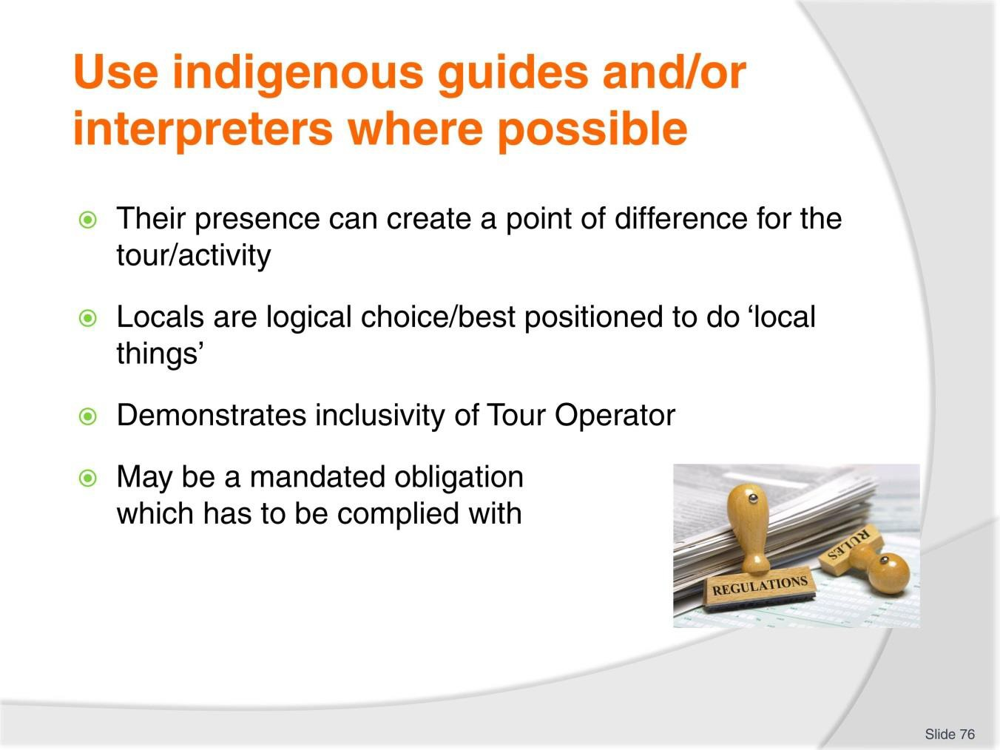 Use indigenous guides and/or
interpreters where possible
Their presence can create a point of difference for the
tour/activity
Locals are logical choice/best positioned to do ‘local
things’
Demonstrates inclusivity of Tour Operator
May be a mandated obligation
which has to be complied with
RULES
REGULATIONS
Slide 76